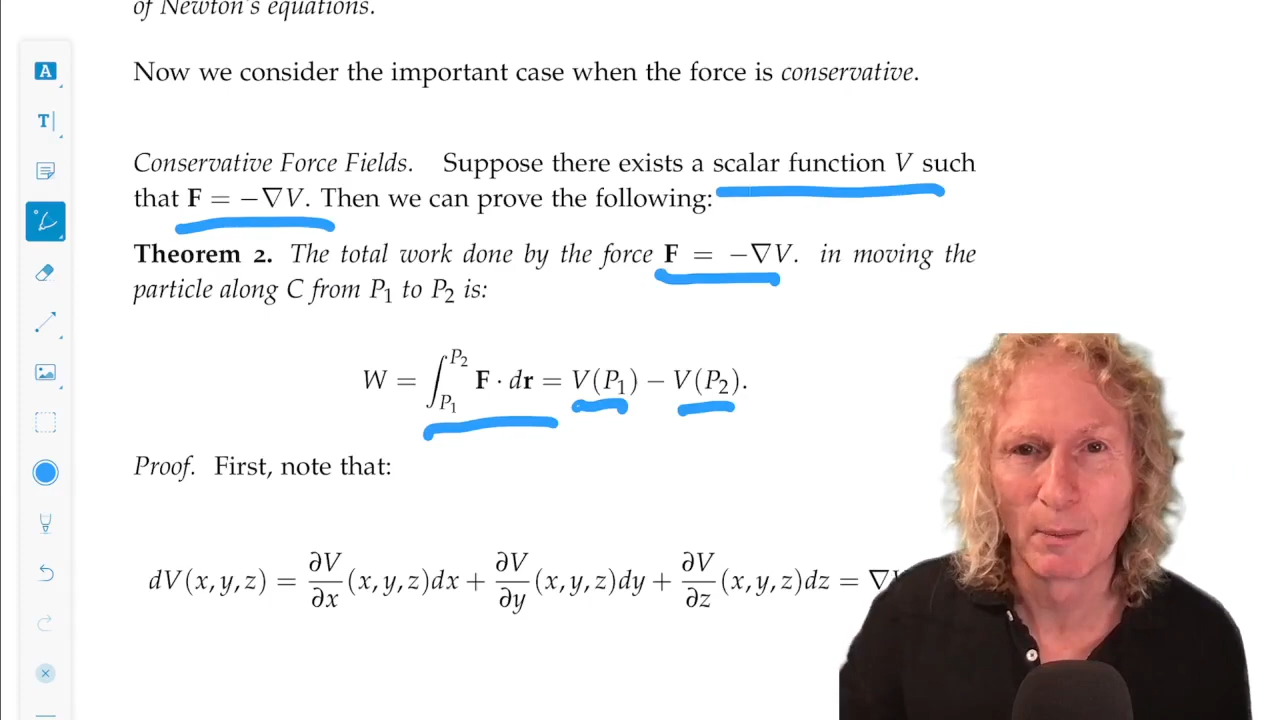 of Newton's equations.
Now we consider the important case when the force is conservative.
Conservative Force Fields. Suppose there exists a scalar function V such
that F = −∇V. Then we can prove the following:
Theorem 2. The total work done by the force F = −∇V. in moving the
particle along C from P₁ to P₂ is:
W = ∫_{P₁}^{P₂} F · dr = V(P₁) − V(P₂).
Proof. First, note that:
dV(x, y, z) = ∂V/∂x (x, y, z)dx + ∂V/∂y (x, y, z)dy + ∂V/∂z (x, y, z)dz = ∇
A
T